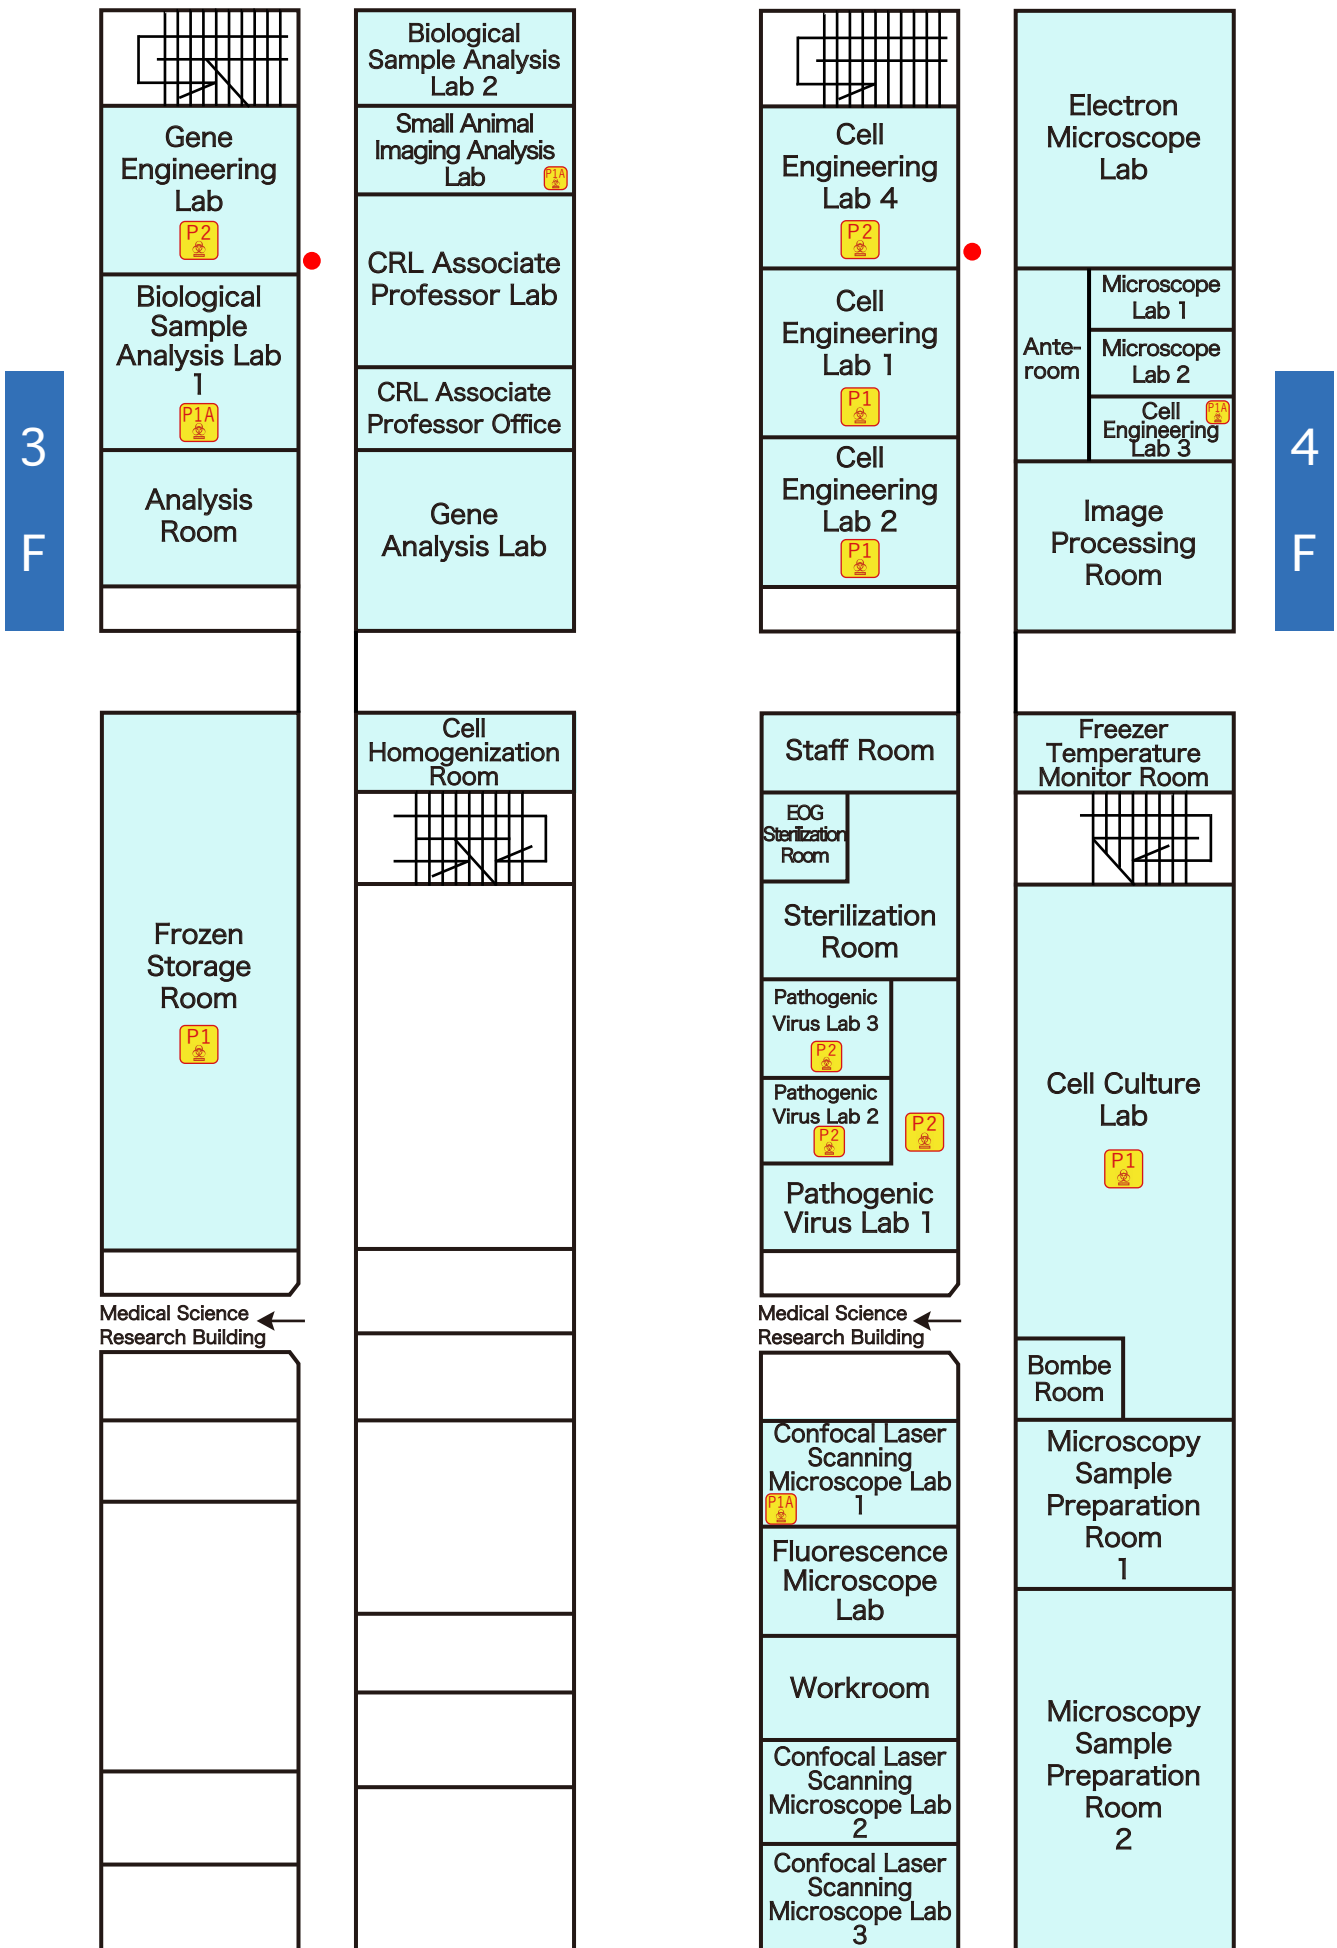 3
F
Gene
Engineering
Lab
P2
Biological
Sample
Analysis Lab
1
P1A
Analysis
Room
Frozen
Storage
Room
P1
Medical Science
Research Building
Biological
Sample Analysis
Lab 2
Small Animal
Imaging Analysis
Lab
P1A
CRL Associate
Professor Lab
CRL Associate
Professor Office
Gene
Analysis Lab
Cell
Homogenization
Room
Cell
Engineering
Lab 4
P2
Cell
Engineering
Lab 1
P1
Cell
Engineering
Lab 2
P1
Staff Room
EOG
Sterilization
Room
Sterilization
Room
Pathogenic
Virus Lab 3
P2
Pathogenic
Virus Lab 2
P2
P2
Pathogenic
Virus Lab 1
Medical Science
Research Building
Confocal Laser
Scanning
Microscope Lab
1
P1A
Fluorescence
Microscope
Lab
Workroom
Confocal Laser
Scanning
Microscope Lab
2
Confocal Laser
Scanning
Microscope Lab
3
Electron
Microscope
Lab
Ante-
room
Microscope
Lab 1
Microscope
Lab 2
Cell
Engineering
Lab 3
P1A
Image
Processing
Room
Freezer
Temperature
Monitor Room
Cell Culture
Lab
P1
Bombe
Room
Microscopy
Sample
Preparation
Room
1
Microscopy
Sample
Preparation
Room
2
4
F